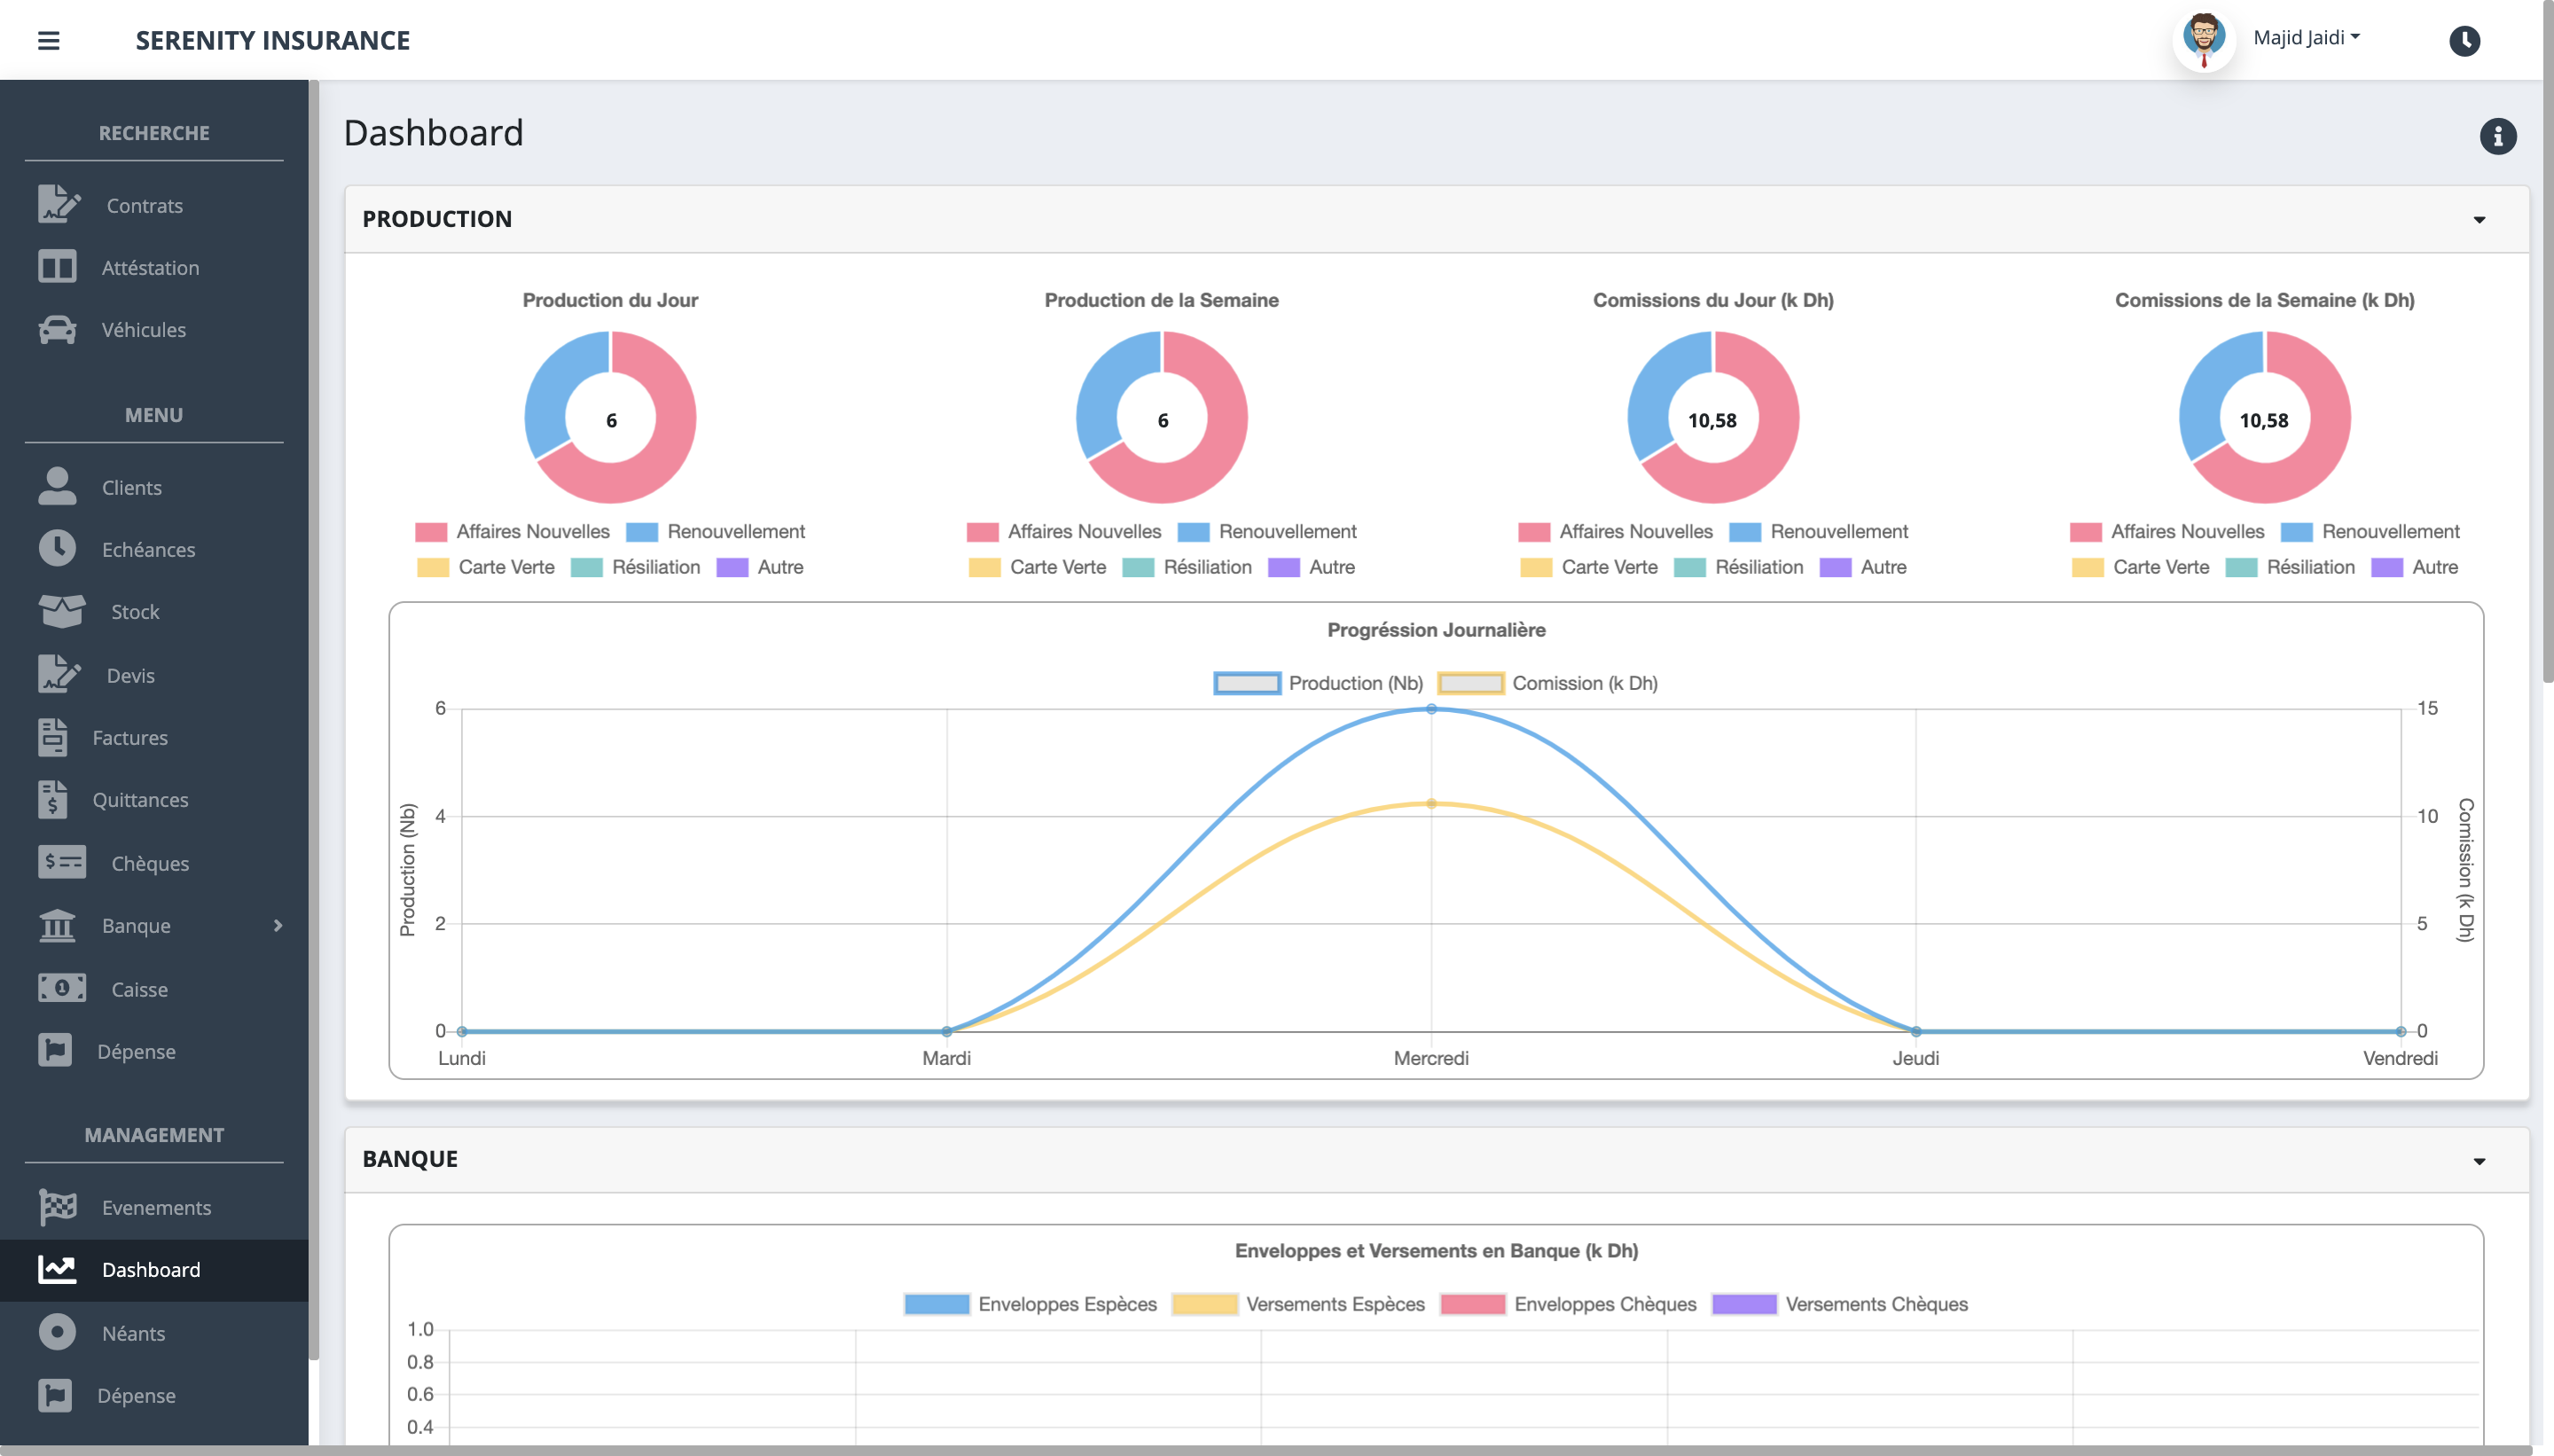 SERENITY INSURANCE
Majid Jaidi
RECHERCHE
Contrats
Attéstation
Véhicules
MENU
Clients
Echéances
Stock
Devis
Factures
Quittances
Chèques
Banque
Caisse
Dépense
MANAGEMENT
Evenements
Dashboard
Néants
Dépense
Dashboard
PRODUCTION
Production du Jour
6
Affaires Nouvelles Renouvellement
Carte Verte Résiliation Autre
Production de la Semaine
6
Affaires Nouvelles Renouvellement
Carte Verte Résiliation Autre
Comissions du Jour (k Dh)
10,58
Affaires Nouvelles Renouvellement
Carte Verte Résiliation Autre
Comissions de la Semaine (k Dh)
10,58
Affaires Nouvelles Renouvellement
Carte Verte Résiliation Autre
Progréssion Journalière
Production (Nb) Comission (k Dh)
Production (Nb)
6
4
2
0
15
10
5
0
Comission (k Dh)
Lundi Mardi Mercredi Jeudi Vendredi
BANQUE
Enveloppes et Versements en Banque (k Dh)
Enveloppes Espèces Versements Espèces Enveloppes Chèques Versements Chèques
1.0
0.8
0.6
0.4